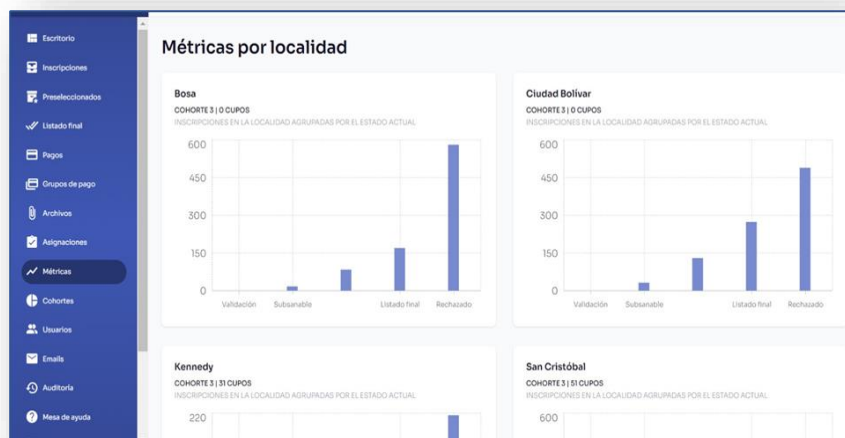 Escritorio
Inscripciones
Preseleccionados
Listado final
Pagos
Grupos de pago
Archivos
Asignaciones
Métricas
Cohortes
Usuarios
Emails
Auditoría
Mesa de ayuda
Métricas por localidad
Bosa
COHORTE 3 | 0 CUPOS
INSCRIPCIONES EN LA LOCALIDAD AGRUPADAS POR EL ESTADO ACTUAL
600
450
300
150
0
Validación Subsanable Listado final Rechazado
Ciudad Bolívar
COHORTE 3 | 0 CUPOS
INSCRIPCIONES EN LA LOCALIDAD AGRUPADAS POR EL ESTADO ACTUAL
600
450
300
150
0
Validación Subsanable Listado final Rechazado
Kennedy
COHORTE 3 | 31 CUPOS
INSCRIPCIONES EN LA LOCALIDAD AGRUPADAS POR EL ESTADO ACTUAL
220
San Cristóbal
COHORTE 3 | 51 CUPOS
INSCRIPCIONES EN LA LOCALIDAD AGRUPADAS POR EL ESTADO ACTUAL
600